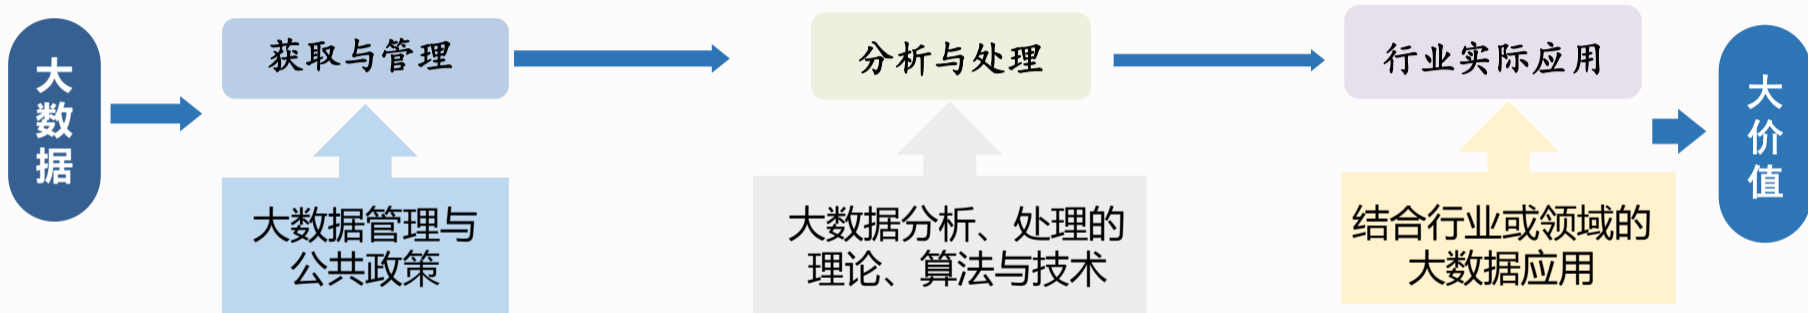 大数据
获取与管理
分析与处理
行业实际应用
大价值
大数据管理与
公共政策
大数据分析、处理的
理论、算法与技术
结合行业或领域的
大数据应用